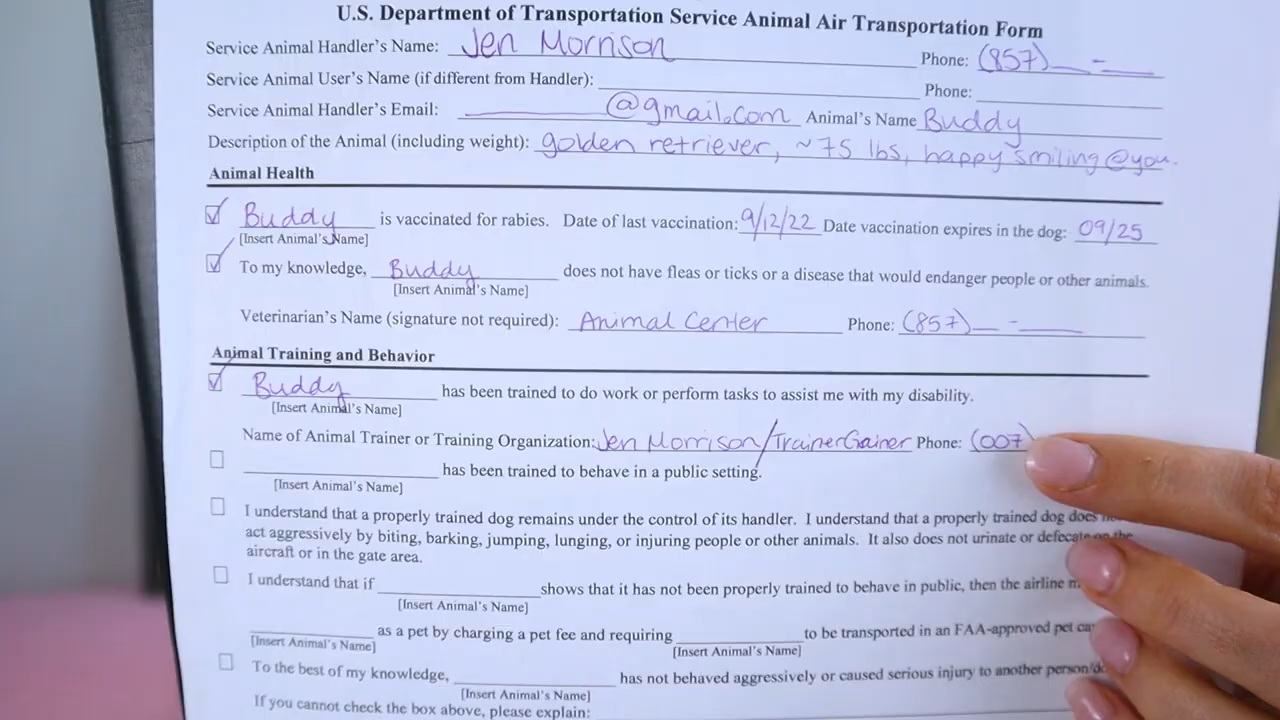 U.S. Department of Transportation Service Animal Air Transportation Form
Service Animal Handler's Name: Jen Morrison Phone: (857)__-__
Service Animal User's Name (if different from Handler): Phone:
Service Animal Handler's Email: ______@gmail.com Animal's Name Buddy
Description of the Animal (including weight): golden retriever, ~75 lbs, happy smiling@you.
Animal Health
☑ Buddy is vaccinated for rabies. Date of last vaccination: 9/12/22 Date vaccination expires in the dog: 09/25
[Insert Animal's Name]
☑ To my knowledge, Buddy does not have fleas or ticks or a disease that would endanger people or other animals.
[Insert Animal's Name]
Veterinarian's Name (signature not required): Animal Center Phone: (857)__-__
Animal Training and Behavior
☑ Buddy has been trained to do work or perform tasks to assist me with my disability.
[Insert Animal's Name]
Name of Animal Trainer or Training Organization: Jen Morrison/TrainerGainer Phone: (007)
☐ ______ has been trained to behave in a public setting.
[Insert Animal's Name]
☐ I understand that a properly trained dog remains under the control of its handler. I understand that a properly trained dog does
act aggressively by biting, barking, jumping, lunging, or injuring people or other animals. It also does not urinate or defecate on the
aircraft or in the gate area.
☐ I understand that if ______ shows that it has not been properly trained to behave in public, then the airline
[Insert Animal's Name]
______ as a pet by charging a pet fee and requiring ______ to be transported in an FAA-approved pet
[Insert Animal's Name] [Insert Animal's Name]
☐ To the best of my knowledge, ______ has not behaved aggressively or caused serious injury to another person/
[Insert Animal's Name]
If you cannot check the box above, please explain: